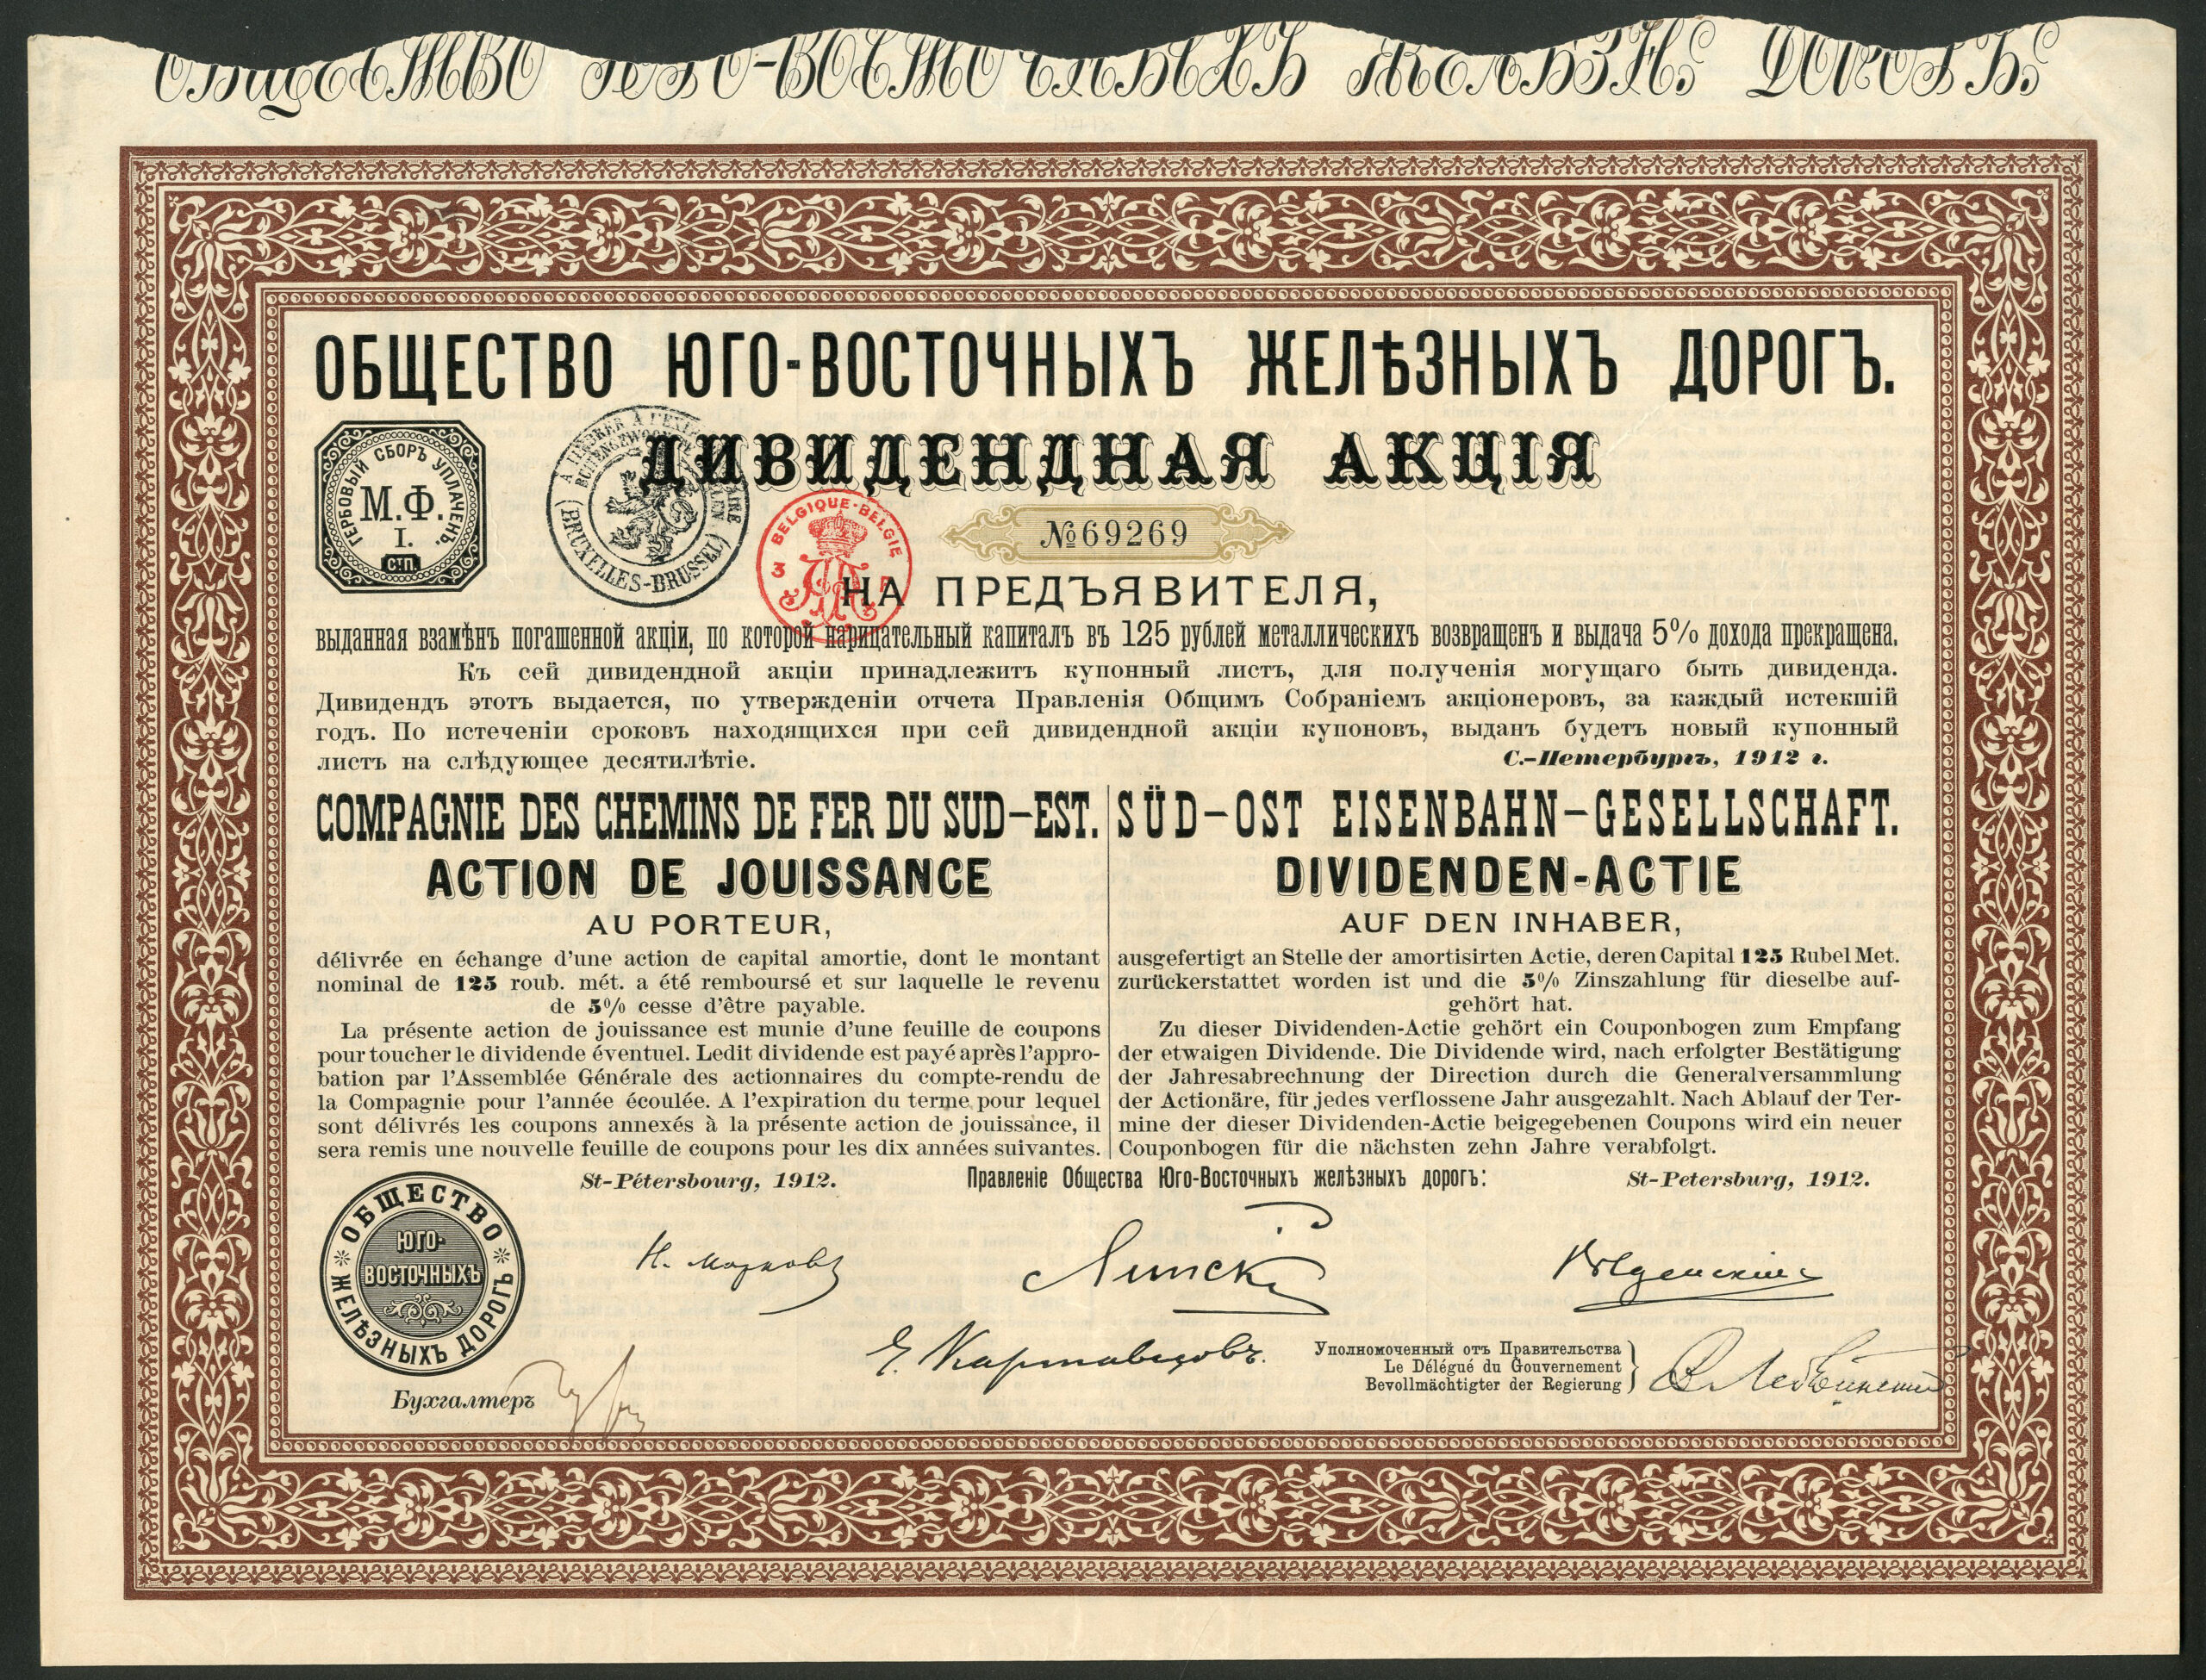 ОБЩЕСТВО ЮГО-ВОСТОЧНЫХЪ ЖЕЛѢЗН. ДОРОГЪ.
ОБЩЕСТВО ЮГО-ВОСТОЧНЫХЪ ЖЕЛѢЗНЫХЪ ДОРОГЪ.
ДИВИДЕНДНАЯ АКЦІЯ
ГЕРБОВЫЙ СБОРЪ УПЛАЧЕНЪ.
М.Ф.
I.
СТП.
BUITENGEWOON
(BRUXELLES-BRUSSEL)
BELGIQUE-BELGIE
3
№69269
НА ПРЕДЪЯВИТЕЛЯ,
выданная взамѣнъ погашенной акціи, по которой нарицательный капиталъ въ 125 рублей металлическихъ возвращенъ и выдача 5% дохода прекращена.
Къ сей дивидендной акціи принадлежитъ купонный листъ, для полученія могущаго быть дивиденда.
Дивидендъ этотъ выдается, по утвержденіи отчета Правленія Общимъ Собраніемъ акціонеровъ, за каждый истекшій
годъ. По истеченіи сроковъ находящихся при сей дивидендной акціи купоновъ, выданъ будетъ новый купонный
листъ на слѣдующее десятилѣтіе.
С.-Петербургъ, 1912 г.
COMPAGNIE DES CHEMINS DE FER DU SUD-EST.
ACTION DE JOUISSANCE
AU PORTEUR,
délivrée en échange d'une action de capital amortie, dont le montant
nominal de 125 roub. mét. a été remboursé et sur laquelle le revenu
de 5% cesse d'être payable.
La présente action de jouissance est munie d'une feuille de coupons
pour toucher le dividende éventuel. Ledit dividende est payé après l'appro-
bation par l'Assemblée Générale des actionnaires du compte-rendu de
la Compagnie pour l'année écoulée. A l'expiration du terme pour lequel
sont délivrés les coupons annexés à la présente action de jouissance, il
sera remis une nouvelle feuille de coupons pour les dix années suivantes.
St-Pétersbourg, 1912.
SÜD-OST EISENBAHN-GESELLSCHAFT.
DIVIDENDEN-ACTIE
AUF DEN INHABER,
ausgefertigt an Stelle der amortisirten Actie, deren Capital 125 Rubel Met.
zurückerstattet worden ist und die 5% Zinszahlung für dieselbe auf-
gehört hat.
Zu dieser Dividenden-Actie gehört ein Couponbogen zum Empfang
der etwaigen Dividende. Die Dividende wird, nach erfolgter Bestätigung
der Jahresabrechnung der Direction durch die Generalversammlung
der Actionäre, für jedes verflossene Jahr ausgezahlt. Nach Ablauf der Ter-
mine der dieser Dividenden-Actie beigegebenen Coupons wird ein neuer
Couponbogen für die nächsten zehn Jahre verabfolgt.
St-Petersburg, 1912.
Правленіе Общества Юго-Восточныхъ желѣзныхъ дорогъ:
ОБЩЕСТВО
ЮГО-
ВОСТОЧНЫХЪ
ЖЕЛѢЗНЫХЪ ДОРОГЪ
Н. Марковъ
Е. Картавцовъ.
Уполномоченный отъ Правительства
Le Délégué du Gouvernement
Bevollmächtigter der Regierung
Бухгалтеръ